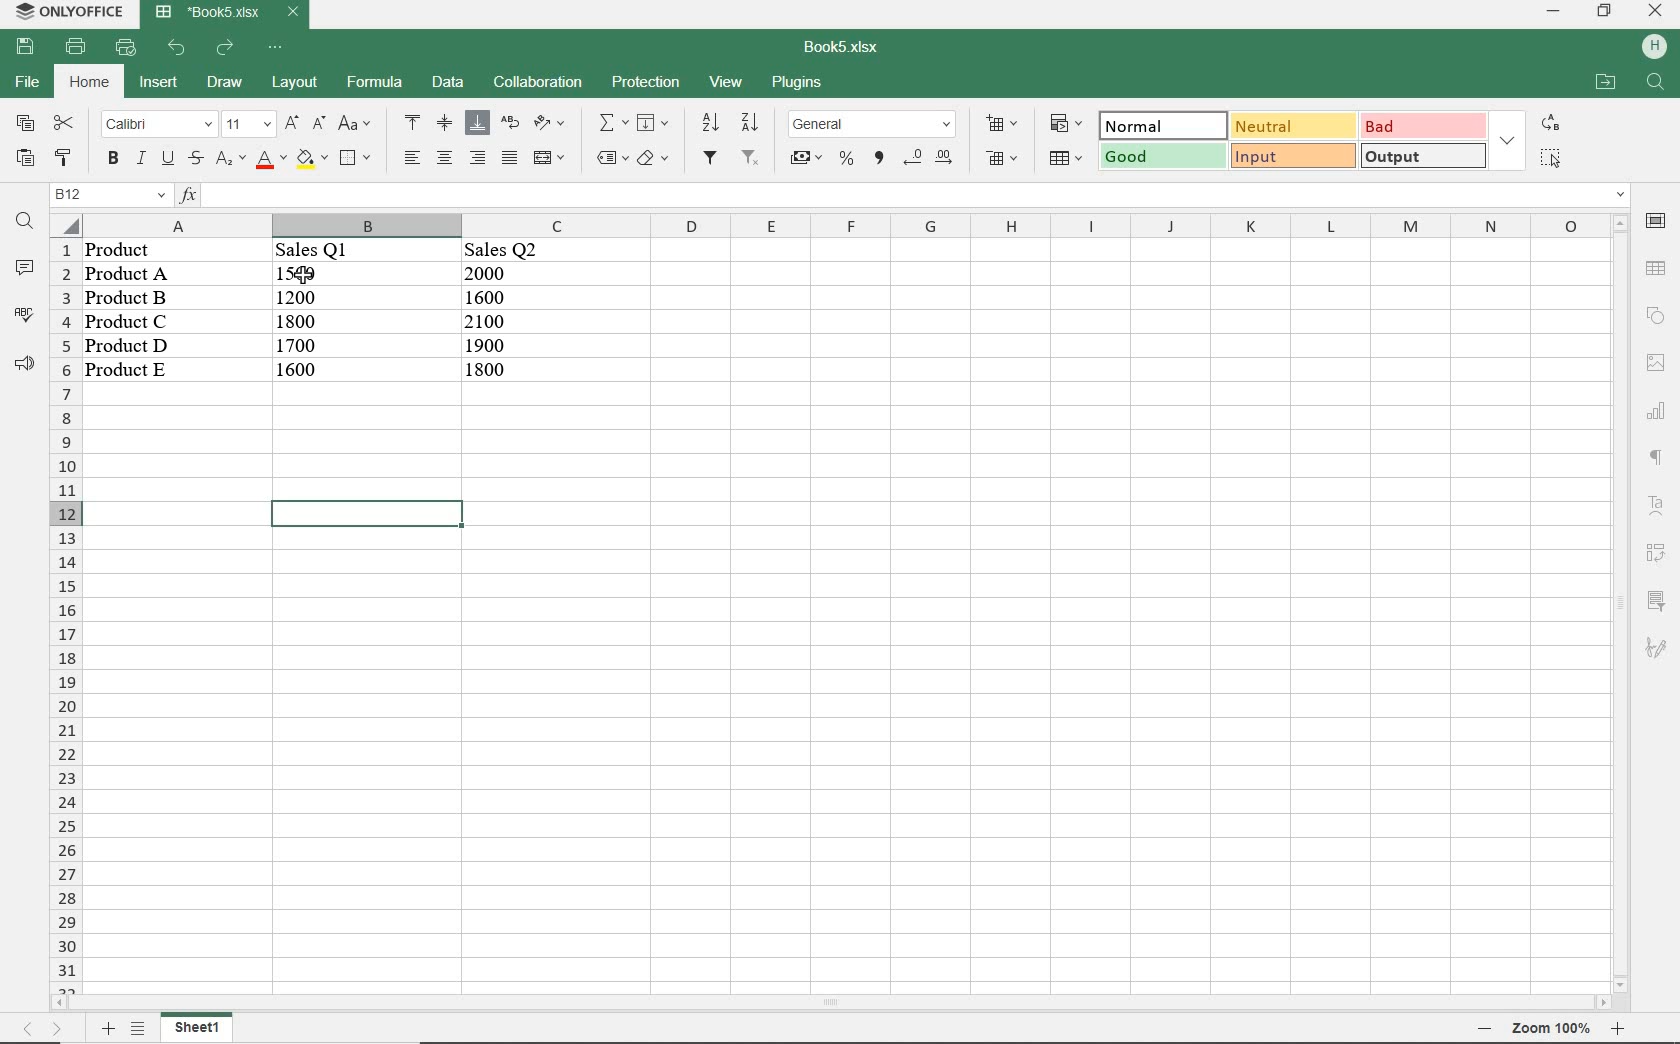 ONLYOFFICE *Book5.xlsx
Book5.xlsx H
File Home Insert Draw Layout Formula Data Collaboration Protection View Plugins
Calibri 11 Aa General Normal Neutral Bad
B I U S A₂ A % Good Input Output
B12 fx
A B C D E F G H I J K L M N O
1 Product Sales Q1 Sales Q2
2 Product A 2000
3 Product B 1200 1600
4 Product C 1800 2100
5 Product D 1700 1900
6 Product E 1600 1800
7
8
9
10
11
12
13
14
15
16
17
18
19
20
21
22
23
24
25
26
27
28
29
30
31
32
Sheet1 Zoom 100%